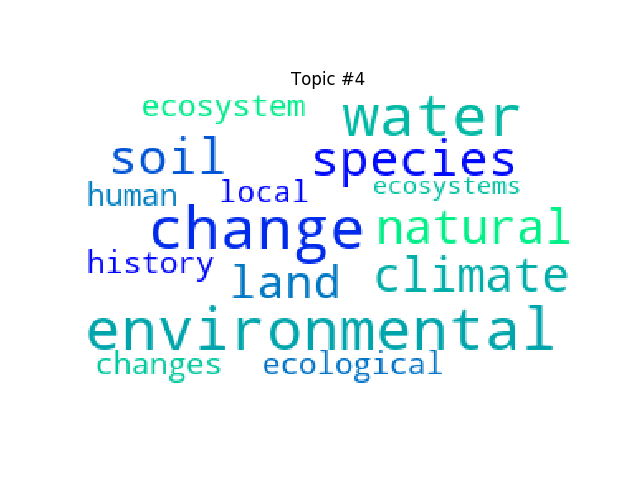 Topic #4
ecosystem water
soil species
human local ecosystems
change natural
history land climate
environmental
changes ecological